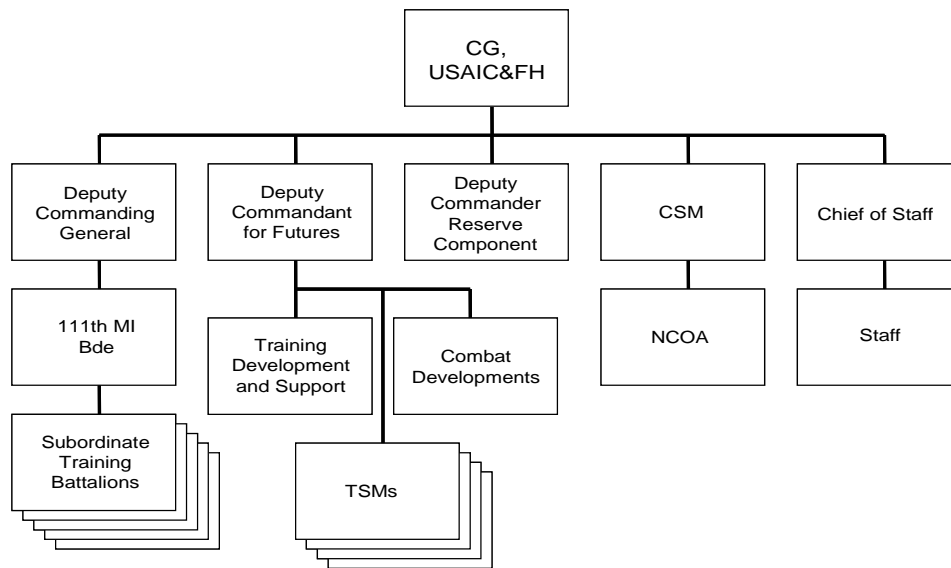 CG,
USAIC&FH
Deputy
Commanding
General
Deputy
Commandant
for Futures
Deputy
Commander
Reserve
Component
CSM
Chief of Staff
111th MI
Bde
Training
Development
and Support
Combat
Developments
NCOA
Staff
Subordinate
Training
Battalions
TSMs